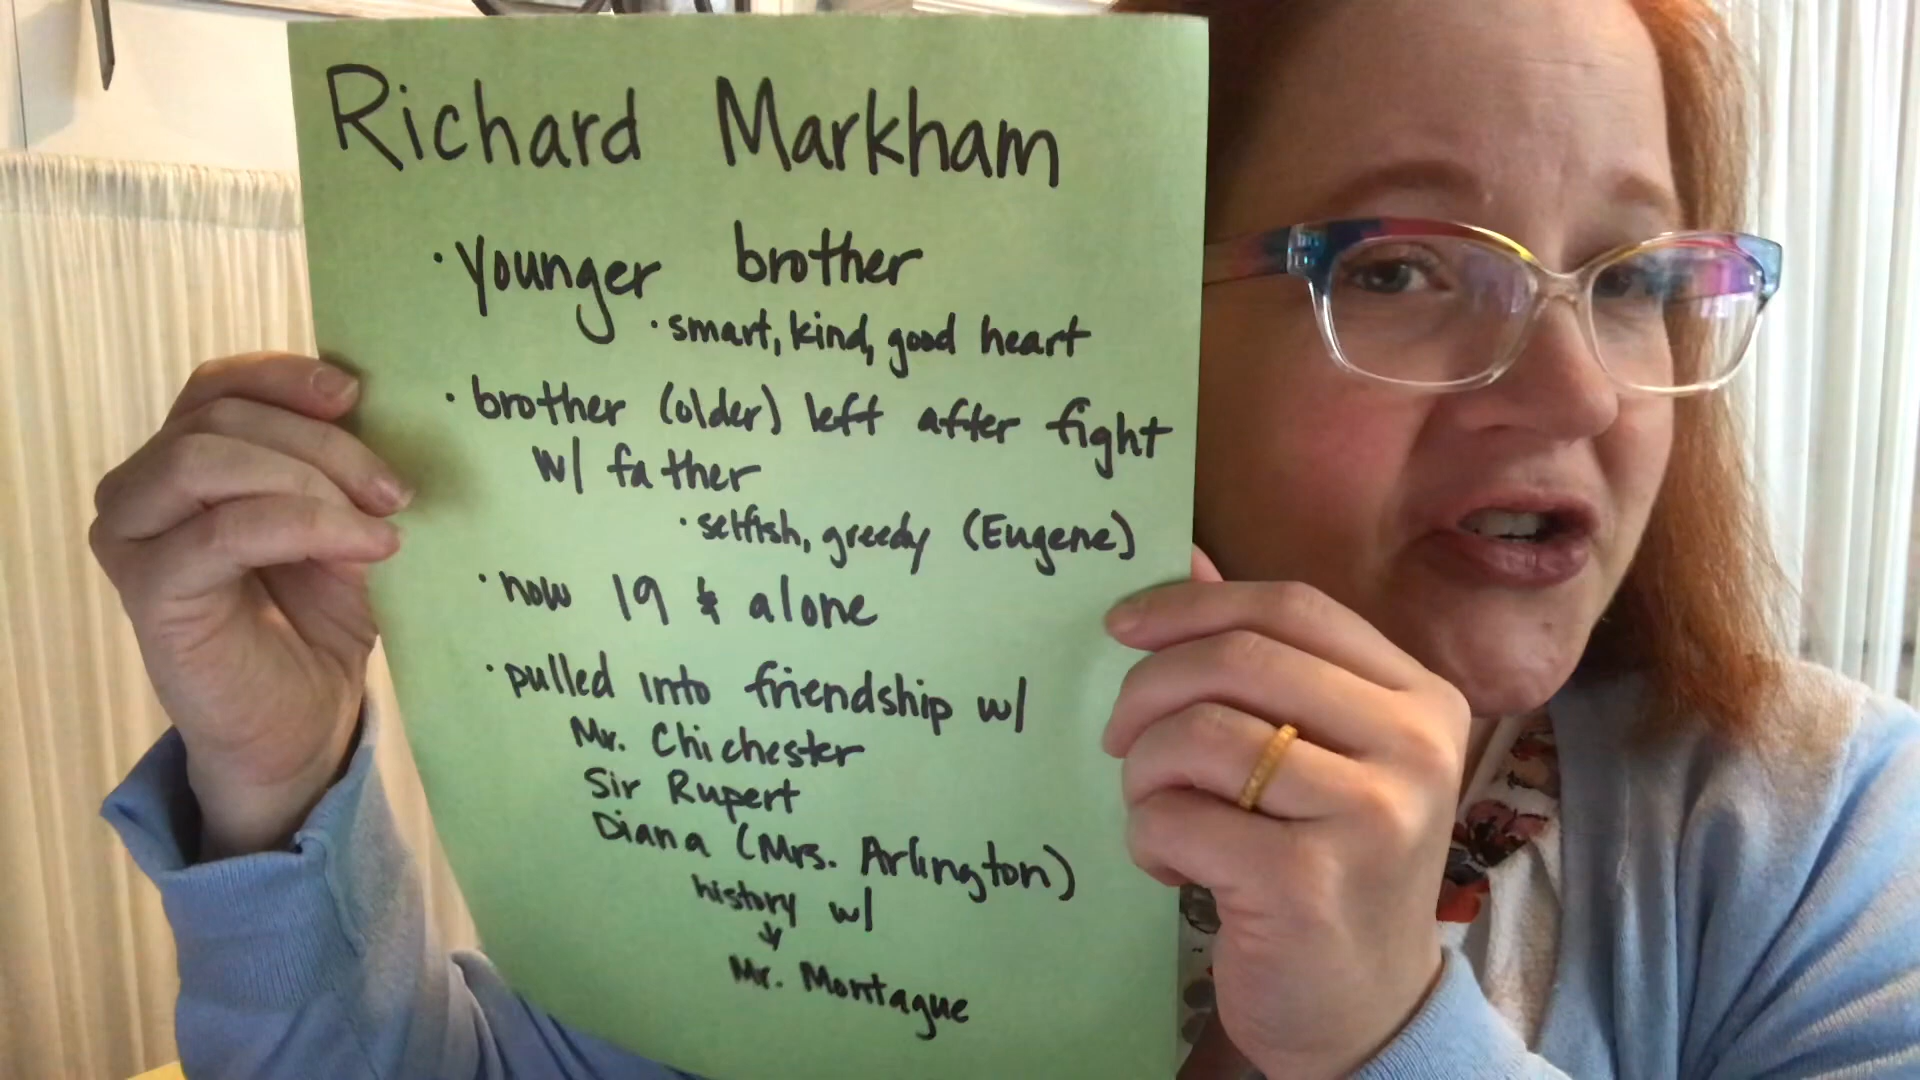 Richard Markham
• younger brother
• smart, kind, good heart
• brother (older) left after fight
w/ father
• selfish, greedy (Eugene)
• now 19 & alone
• pulled into friendship w/
Mr. Chichester
Sir Rupert
Diana (Mrs. Arlington)
history w/
↓
Mr. Montague